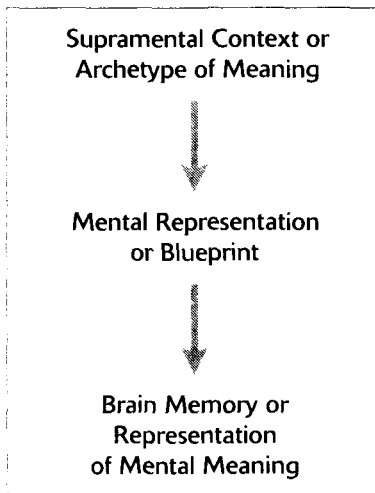 Supramental Context or
Archetype of Meaning
Mental Representation
or Blueprint
Brain Memory or
Representation
of Mental Meaning